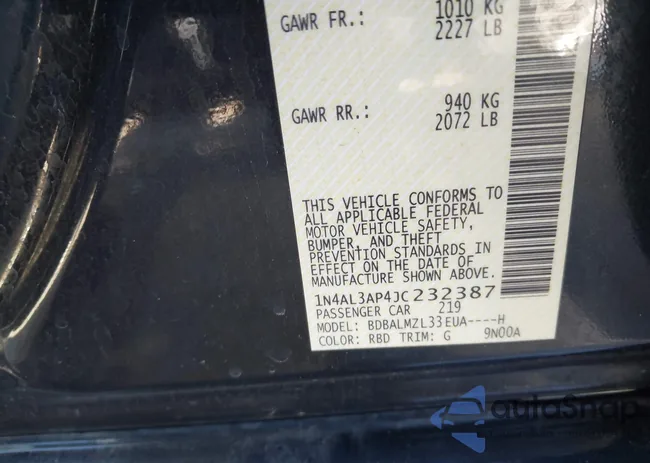 GAWR FR.: 1010 KG
2227 LB
GAWR RR.: 940 KG
2072 LB
THIS VEHICLE CONFORMS TO
ALL APPLICABLE FEDERAL
MOTOR VEHICLE SAFETY,
BUMPER, AND THEFT
PREVENTION STANDARDS IN
EFFECT ON THE DATE OF
MANUFACTURE SHOWN ABOVE.
1N4AL3AP4JC232387
PASSENGER CAR 219
MODEL: BDBALMZL33EUA----H
COLOR: RBD TRIM: G 9N00A
autoSnap